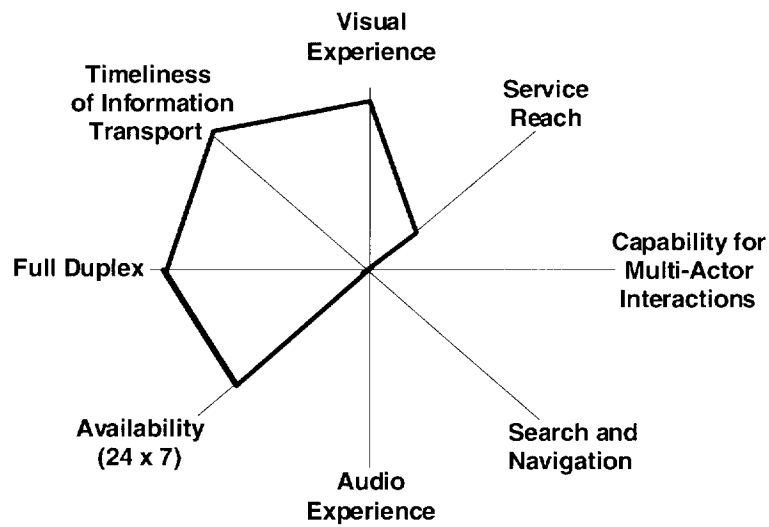 Visual
Experience
Timeliness
of Information
Transport
Service
Reach
Full Duplex
Capability for
Multi-Actor
Interactions
Availability
(24 x 7)
Search and
Navigation
Audio
Experience